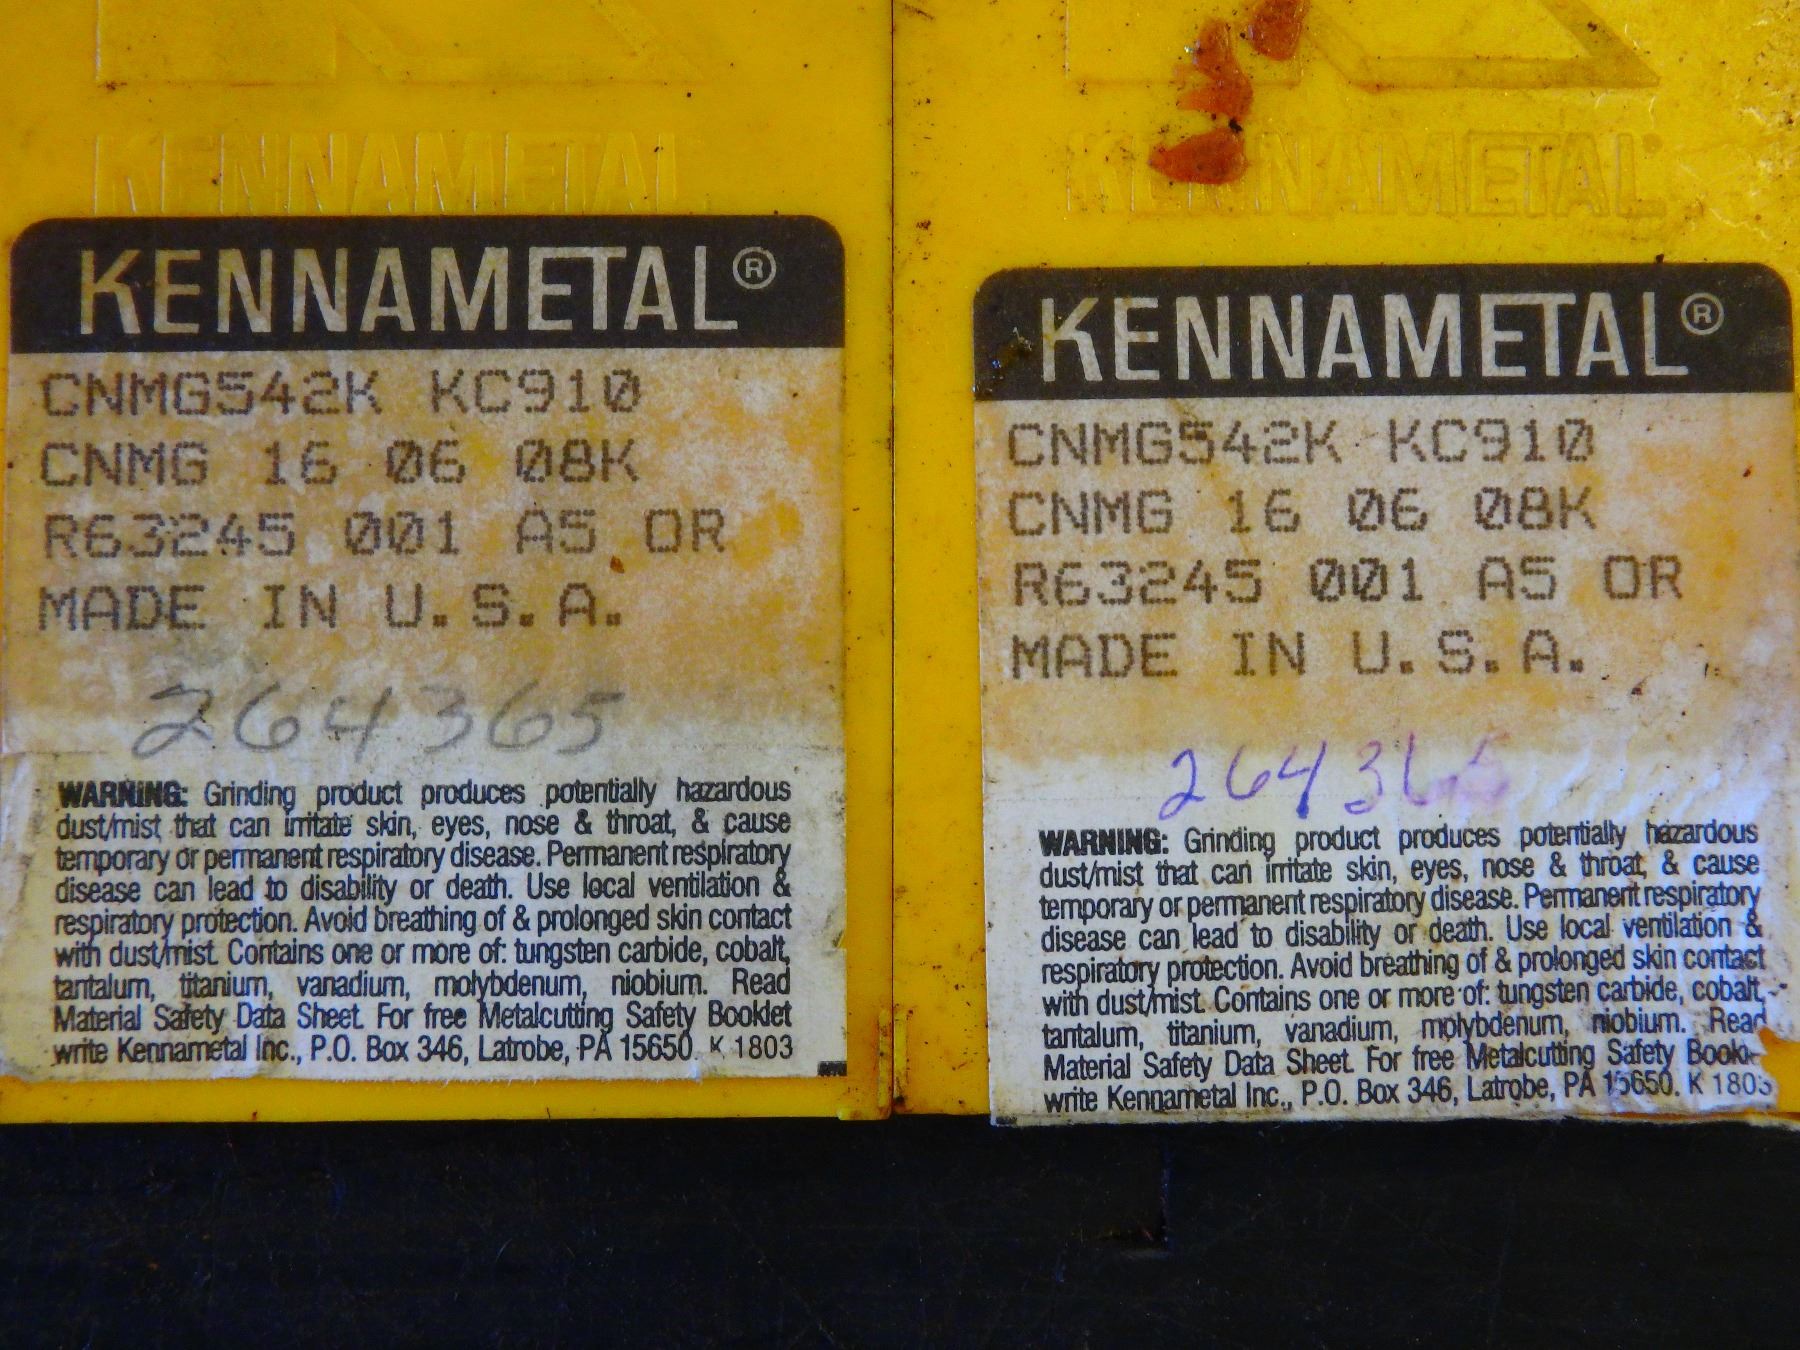 KENNAMETAL
KENNAMETAL®
CNMG542K KC910
CNMG 16 06 08K
R63245 001 A5 OR
MADE IN U.S.A.
264365
WARNING: Grinding product produces potentially hazardous
dust/mist that can irritate skin, eyes, nose & throat, & cause
temporary or permanent respiratory disease. Permanent respiratory
disease can lead to disability or death. Use local ventilation &
respiratory protection. Avoid breathing of & prolonged skin contact
with dust/mist. Contains one or more of: tungsten carbide, cobalt,
tantalum, titanium, vanadium, molybdenum, niobium. Read
Material Safety Data Sheet. For free Metalcutting Safety Booklet
write Kennametal Inc., P.O. Box 346, Latrobe, PA 15650. K 1803
KENNAMETAL
KENNAMETAL®
CNMG542K KC910
CNMG 16 06 08K
R63245 001 A5 OR
MADE IN U.S.A.
264365
WARNING: Grinding product produces potentially hazardous
dust/mist that can irritate skin, eyes, nose & throat, & cause
temporary or permanent respiratory disease. Permanent respiratory
disease can lead to disability or death. Use local ventilation &
respiratory protection. Avoid breathing of & prolonged skin contact
with dust/mist. Contains one or more of: tungsten carbide, cobalt,
tantalum, titanium, vanadium, molybdenum, niobium. Read
Material Safety Data Sheet. For free Metalcutting Safety Bookle
write Kennametal Inc., P.O. Box 346, Latrobe, PA 15650. K 1803